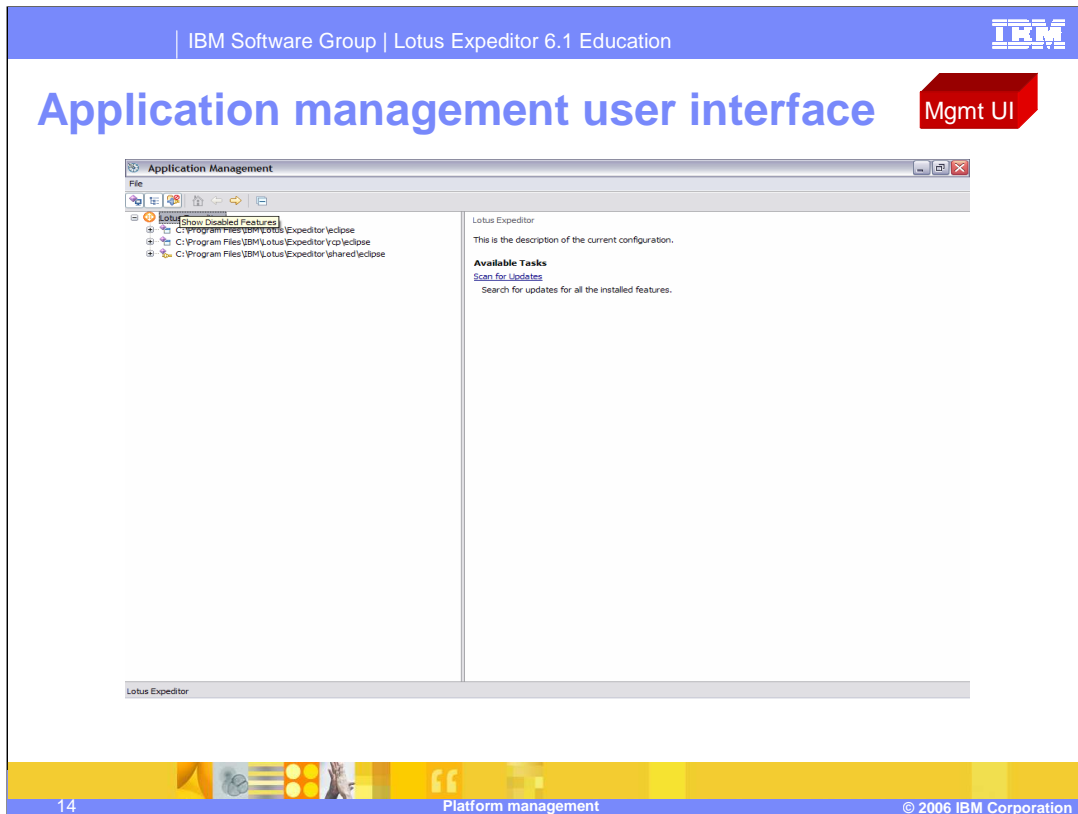 IBM Software Group | Lotus Expeditor 6.1 Education
IBM
Application management user interface
Mgmt UI
Application Management
File
Show Disabled Features
C:\Program Files\IBM\Lotus\Expeditor\eclipse
C:\Program Files\IBM\Lotus\Expeditor\rcp\eclipse
C:\Program Files\IBM\Lotus\Expeditor\shared\eclipse
Lotus Expeditor
This is the description of the current configuration.
Available Tasks
Scan for Updates
Search for updates for all the installed features.
Lotus Expeditor
14
Platform management
© 2006 IBM Corporation